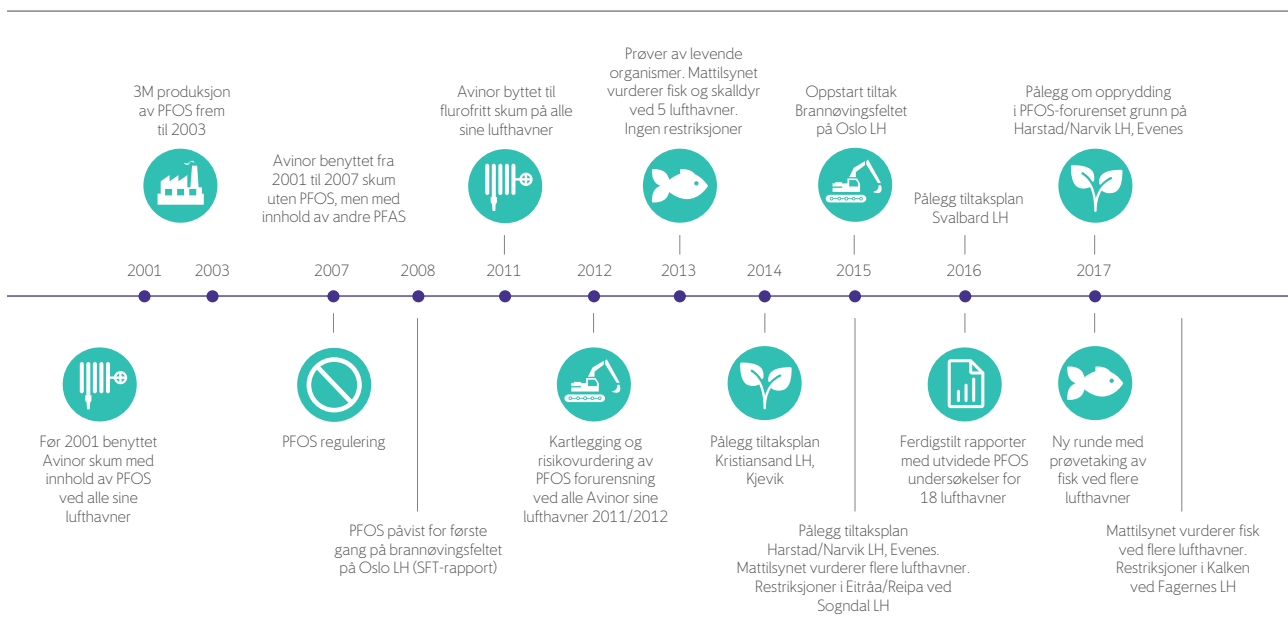 3M produksjon
av PFOS frem
til 2003
Avinor benyttet fra
2001 til 2007 skum
uten PFOS, men med
innhold av andre PFAS
Avinor byttet til
flurofritt skum på alle
sine lufthavner
Prøver av levende
organismer. Mattilsynet
vurderer fisk og skalldyr
ved 5 lufthavner.
Ingen restriksjoner
Oppstart tiltak
Brannøvingsfeltet
på Oslo LH
Pålegg tiltaksplan
Svalbard LH
Pålegg om opprydding
i PFOS-forurenset grunn på
Harstad/Narvik LH, Evenes
2001 2003 2007 2008 2011 2012 2013 2014 2015 2016 2017
Før 2001 benyttet
Avinor skum med
innhold av PFOS
ved alle sine
lufthavner
PFOS regulering
PFOS påvist for første
gang på brannøvingsfeltet
på Oslo LH (SFT-rapport)
Kartlegging og
risikovurdering av
PFOS forurensning
ved alle Avinor sine
lufthavner 2011/2012
Pålegg tiltaksplan
Kristiansand LH,
Kjevik
Pålegg tiltaksplan
Harstad/Narvik LH, Evenes.
Mattilsynet vurderer flere lufthavner.
Restriksjoner i Eitråa/Reipa ved
Sogndal LH
Ferdigstilt rapporter
med utvidede PFOS
undersøkelser for
18 lufthavner
Ny runde med
prøvetaking av
fisk ved flere
lufthavner
Mattilsynet vurderer fisk
ved flere lufthavner.
Restriksjoner i Kalken
ved Fagernes LH